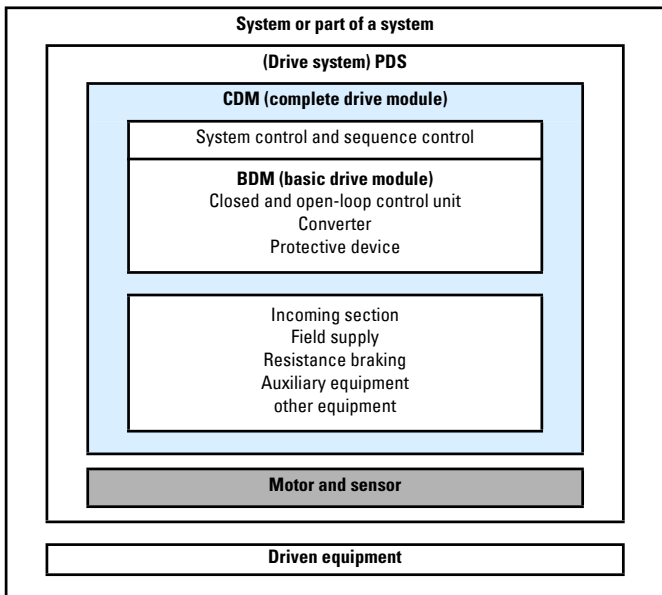 System or part of a system
(Drive system) PDS
CDM (complete drive module)
System control and sequence control
BDM (basic drive module)
Closed and open-loop control unit
Converter
Protective device
Incoming section
Field supply
Resistance braking
Auxiliary equipment
other equipment
Motor and sensor
Driven equipment